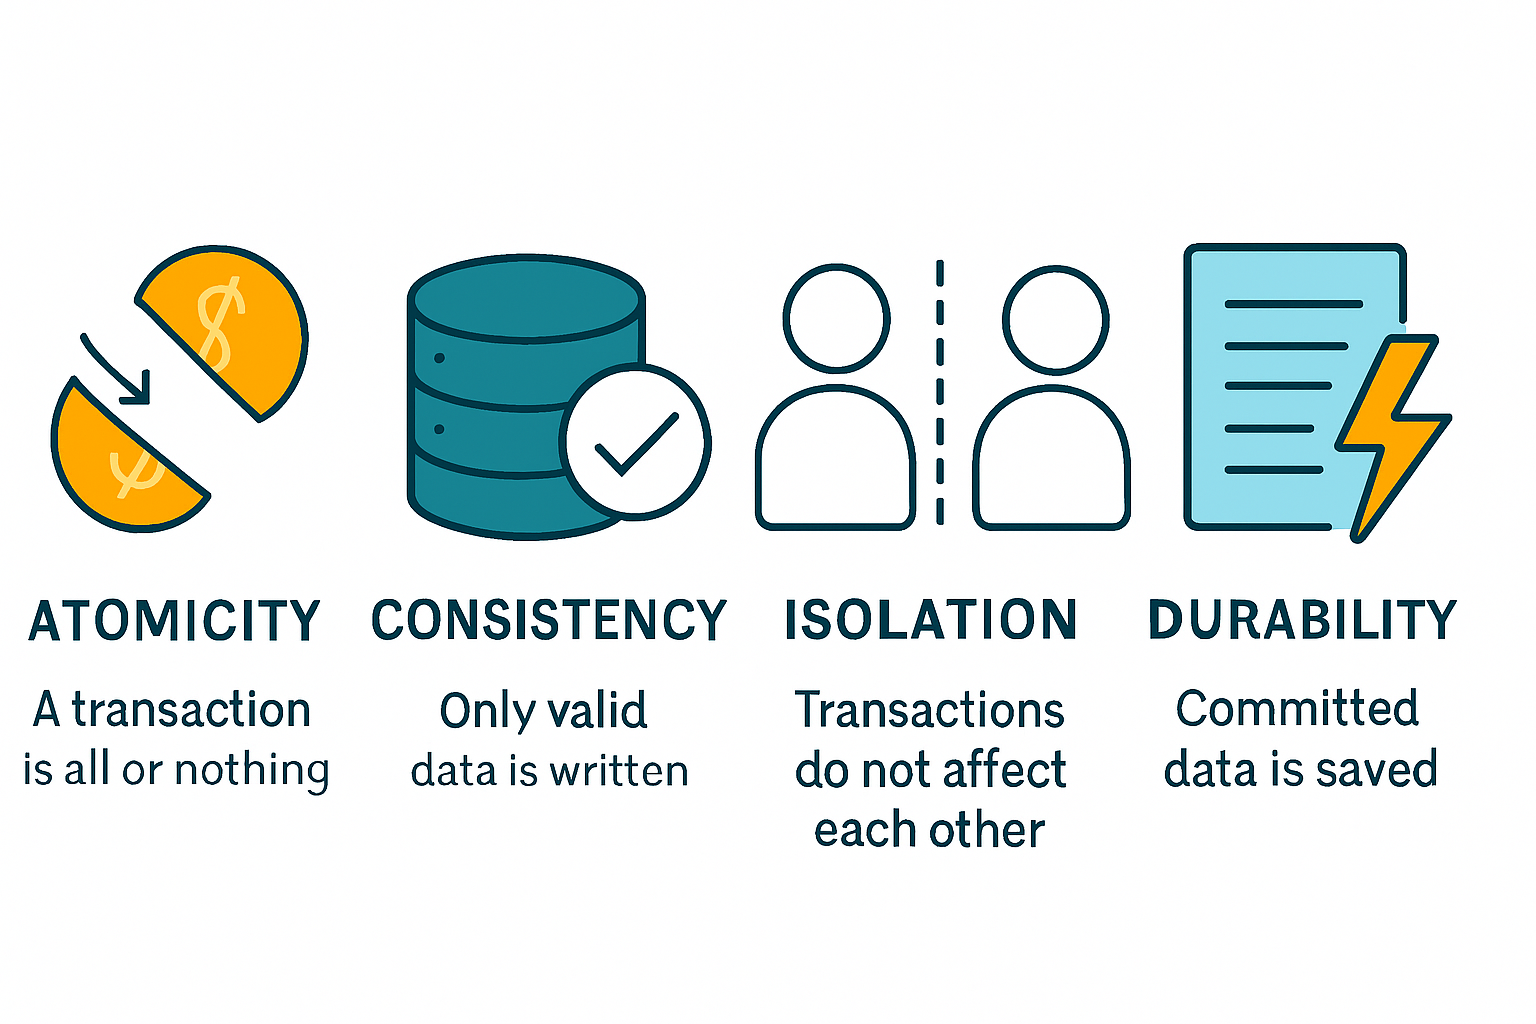 $
$
ATOMICITY
A transaction
is all or nothing
CONSISTENCY
Only valid
data is written
ISOLATION
Transactions
do not affect
each other
DURABILITY
Committed
data is saved